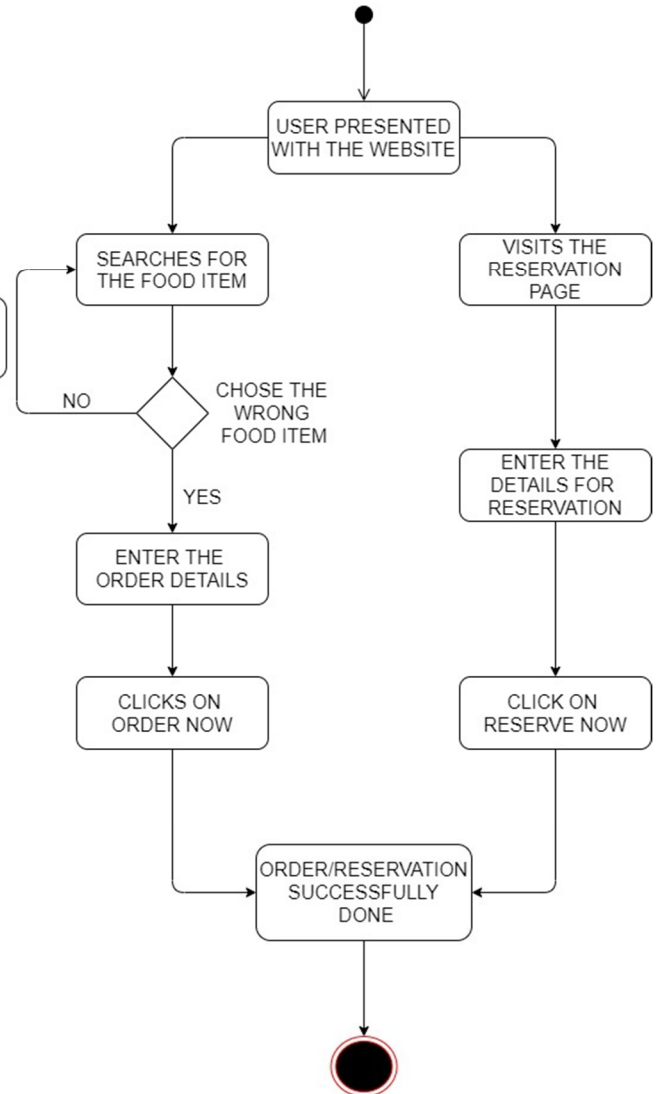 USER PRESENTED
WITH THE WEBSITE
SEARCHES FOR
THE FOOD ITEM
VISITS THE
RESERVATION
PAGE
CHOSE THE
WRONG
FOOD ITEM
NO
YES
ENTER THE
DETAILS FOR
RESERVATION
ENTER THE
ORDER DETAILS
CLICKS ON
ORDER NOW
CLICK ON
RESERVE NOW
ORDER/RESERVATION
SUCCESSFULLY
DONE